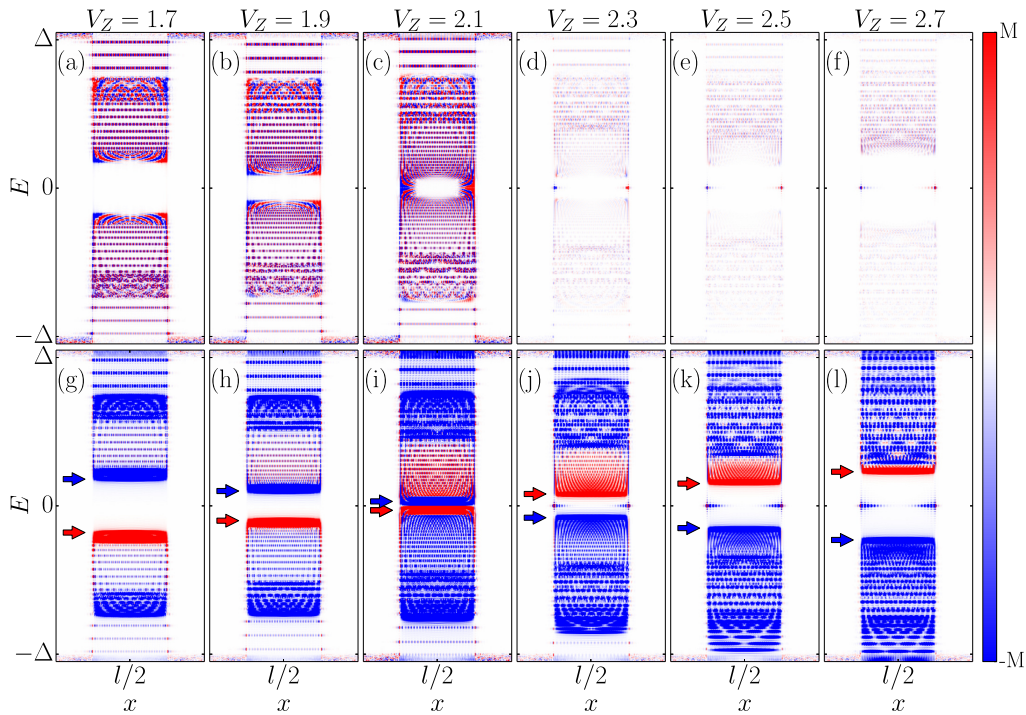 V_Z = 1.7 V_Z = 1.9 V_Z = 2.1 V_Z = 2.3 V_Z = 2.5 V_Z = 2.7
Δ M
(a) (b) (c) (d) (e) (f)
E 0
−Δ
Δ
(g) (h) (i) (j) (k) (l)
E 0
−Δ -M
l/2 l/2 l/2 l/2 l/2 l/2
x x x x x x